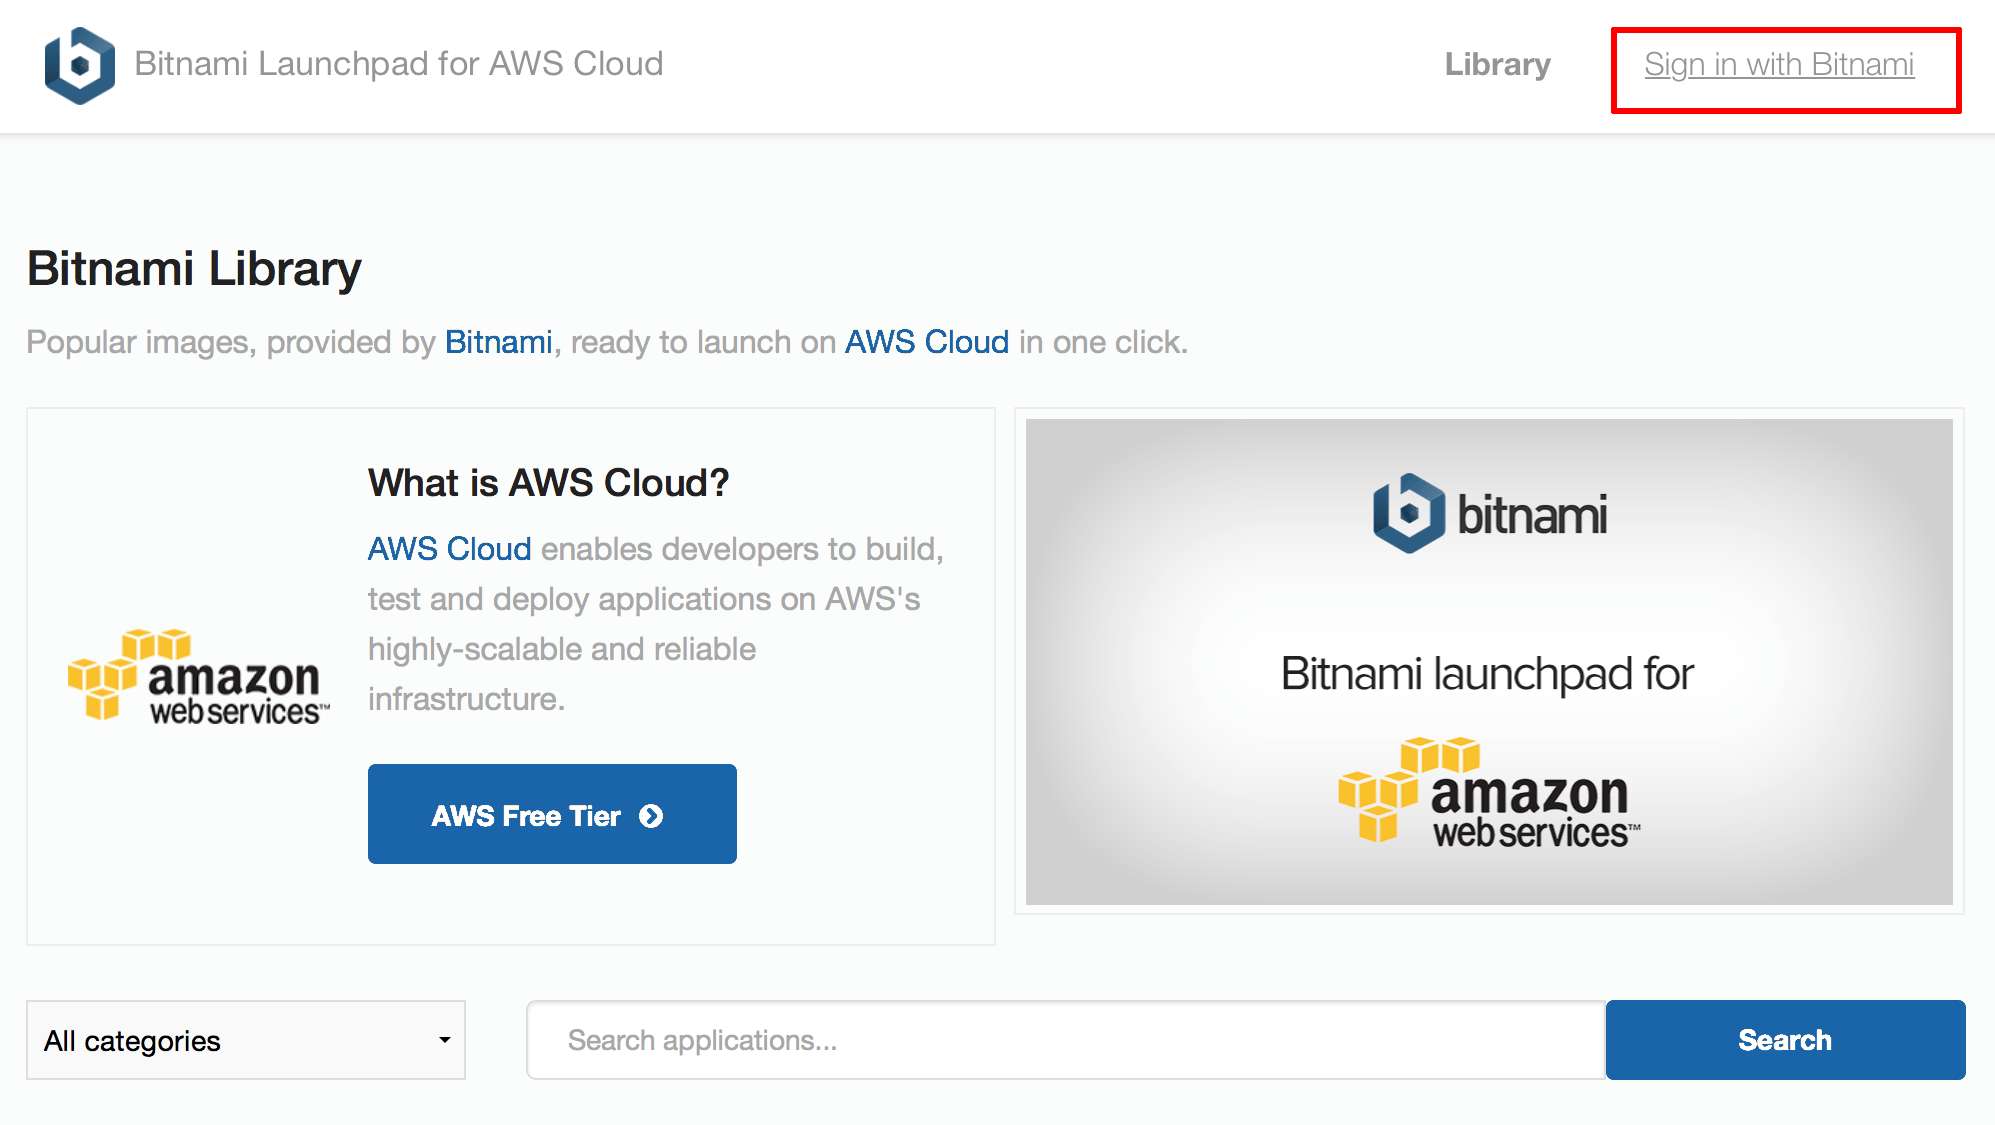 Bitnami Launchpad for AWS Cloud
Library
Sign in with Bitnami
Bitnami Library
Popular images, provided by Bitnami, ready to launch on AWS Cloud in one click.
What is AWS Cloud?
AWS Cloud enables developers to build,
test and deploy applications on AWS's
highly-scalable and reliable
infrastructure.
amazon
web services™
AWS Free Tier
bitnami
Bitnami launchpad for
amazon
web services™
All categories
Search applications...
Search